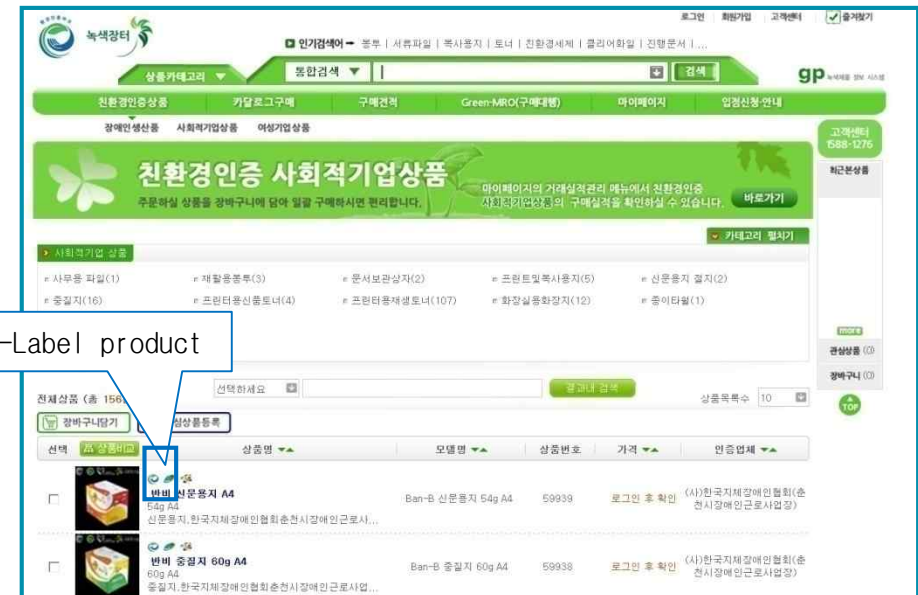 로그인 회원가입 고객센터 즐겨찾기
녹색장터
인기검색어 봉투 | 서류파일 | 복사용지 | 토너 | 친환경세제 | 클리어화일 | 진행문서 |....
상품카테고리 ▼ 통합검색 ▼ 검색
gp 녹색제품 정보 시스템
친환경인증상품 카탈로그구매 구매견적 Green-MRO(구매대행) 마이페이지 입점신청·안내
장애인생산품 사회적기업상품 여성기업상품
고객센터
1588-1276
최근본상품
친환경인증 사회적기업상품
주문하실 상품을 장바구니에 담아 일괄 구매하시면 편리합니다.
마이페이지의 거래실적관리 메뉴에서 친환경인증
사회적기업상품의 구매실적을 확인하실 수 있습니다.
바로가기
카테고리 펼치기
사회적기업 상품
사무용 파일(1) 재활용봉투(3) 문서보관상자(2) 프린트및복사용지(5) 신문용지 절지(2)
중질지(16) 프린터용신품토너(4) 프린터용재생토너(107) 화장실용화장지(12) 종이타월(1)
-Label product
more
관심상품 (0)
장바구니 (0)
TOP
선택하세요 결과내 검색
전체상품 (총 156 상품목록수 10
장바구니담기 심상품등록
선택 상품비교 상품명 ▼▲ 모델명 ▼▲ 상품번호 가격 ▼▲ 인증업체 ▼▲
반비 신문용지 A4
54g A4
신문용지,한국지체장애인협회춘천시장애인근로사...
Ban-B 신문용지 54g A4 59939 로그인 후 확인 (사)한국지체장애인협회(춘
천시장애인근로사업장)
반비 중질지 60g A4
60g A4
중질지,한국지체장애인협회춘천시장애인근로사업...
Ban-B 중질지 60g A4 59938 로그인 후 확인 (사)한국지체장애인협회(춘
천시장애인근로사업장)